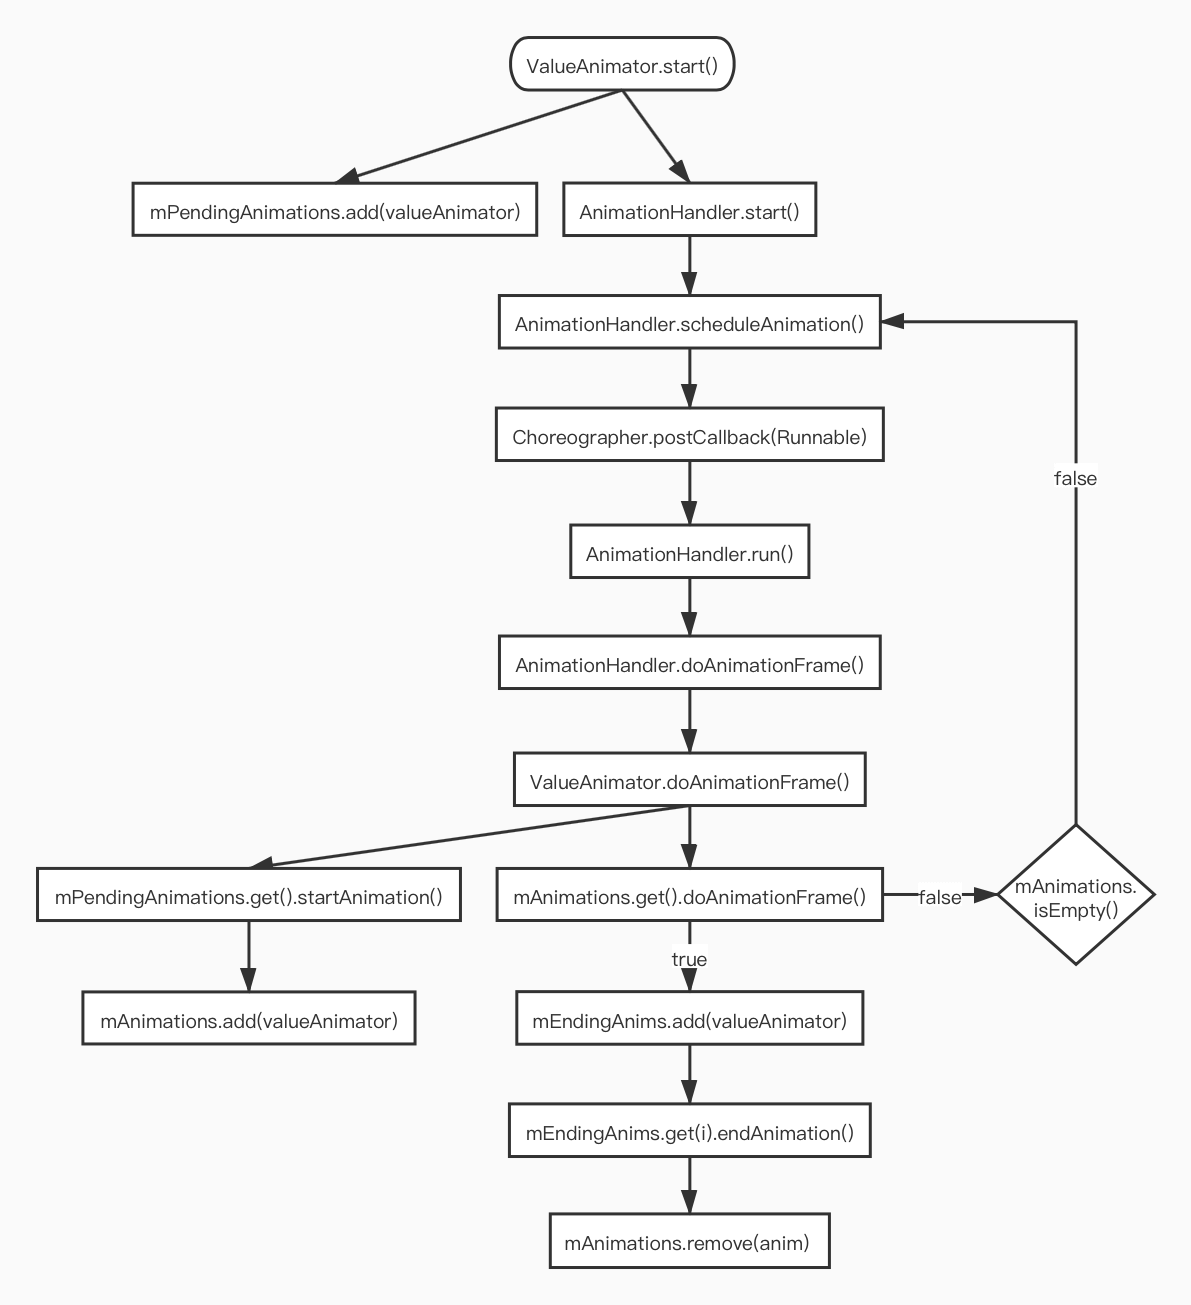 ValueAnimator.start()
mPendingAnimations.add(valueAnimator)
AnimationHandler.start()
AnimationHandler.scheduleAnimation()
Choreographer.postCallback(Runnable)
false
AnimationHandler.run()
AnimationHandler.doAnimationFrame()
ValueAnimator.doAnimationFrame()
mPendingAnimations.get().startAnimation()
mAnimations.get().doAnimationFrame()
false
mAnimations.
isEmpty()
true
mAnimations.add(valueAnimator)
mEndingAnims.add(valueAnimator)
mEndingAnims.get(i).endAnimation()
mAnimations.remove(anim)